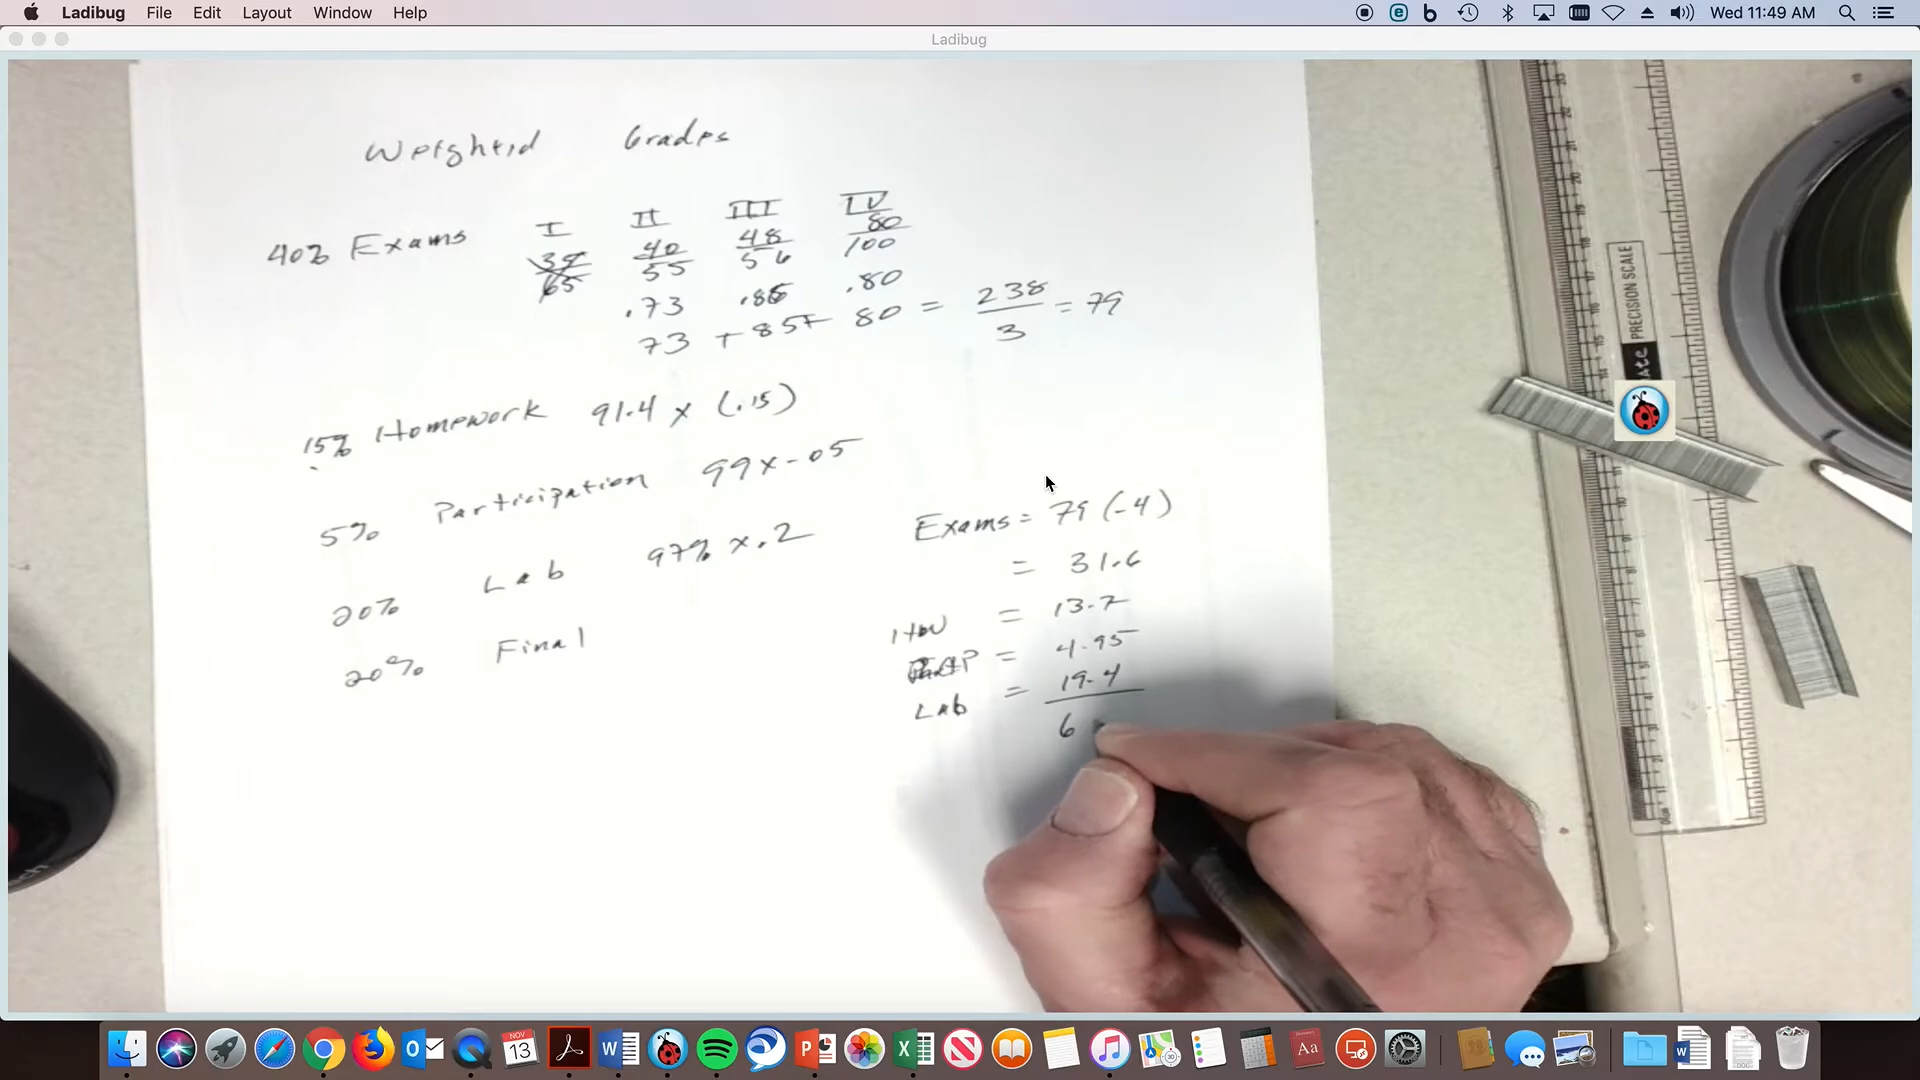 Ladibug File Edit Layout Window Help Wed 11:49 AM
Ladibug
Weighted Grades
I II III IV
40% Exams 40/55 48/56 80/100
65
.73 .80
73 + 85 + 80 = 238/3 = 79
15% Homework 91.4 x (.15)
5% Participation 99 x .05
20% Lab 97% x .2
20% Final
Exams = 79 (.4)
= 31.6
HW = 13.7
= 4.95
Lab = 19.4
6
PRECISION SCALE
NOV
13